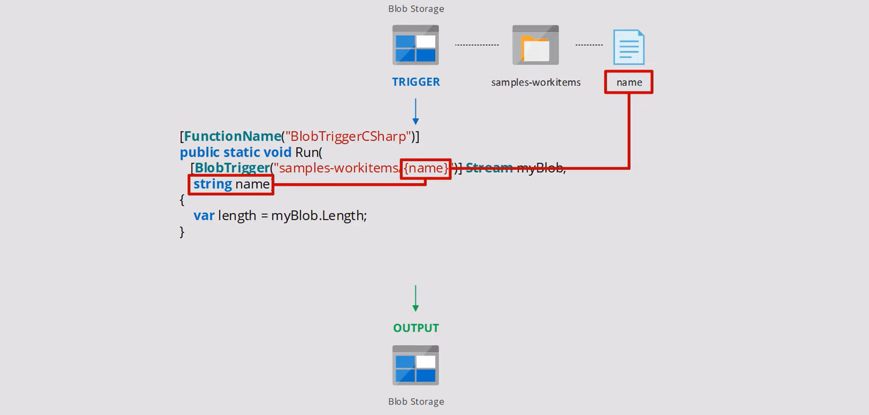 Blob Storage
TRIGGER
samples-workitems
name
[FunctionName("BlobTriggerCSharp")]
public static void Run(
[BlobTrigger("samples-workitems/{name}")] Stream myBlob,
string name
{
var length = myBlob.Length;
}
OUTPUT
Blob Storage